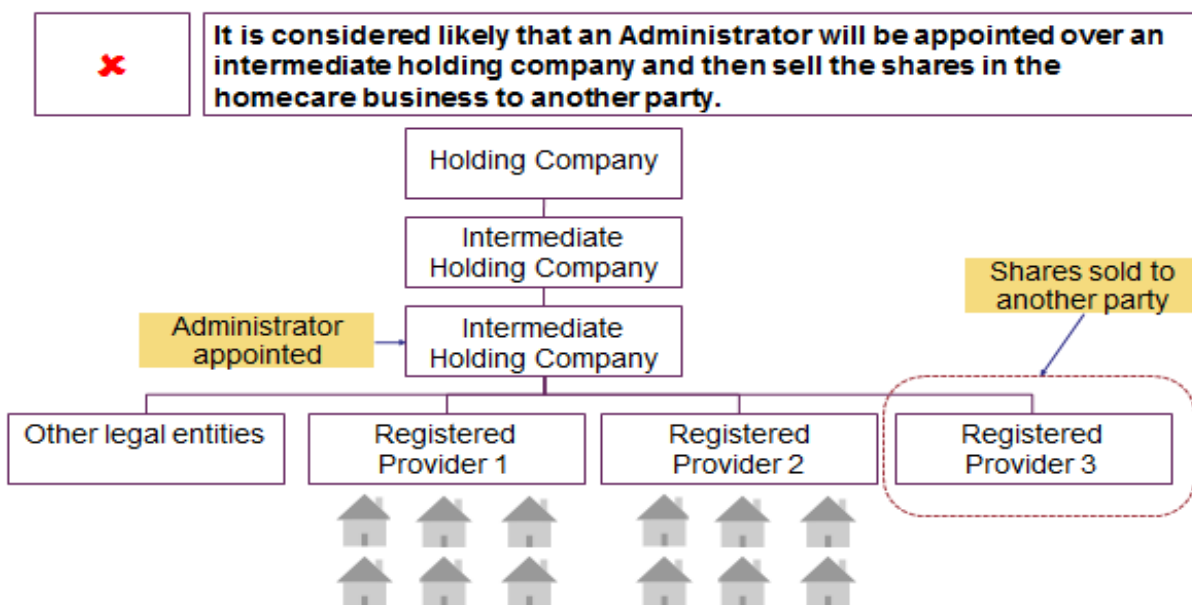 It is considered likely that an Administrator will be appointed over an
intermediate holding company and then sell the shares in the
homecare business to another party.
Holding Company
Intermediate
Holding Company
Shares sold to
another party
Administrator
appointed
Intermediate
Holding Company
Other legal entities
Registered
Provider 1
Registered
Provider 2
Registered
Provider 3